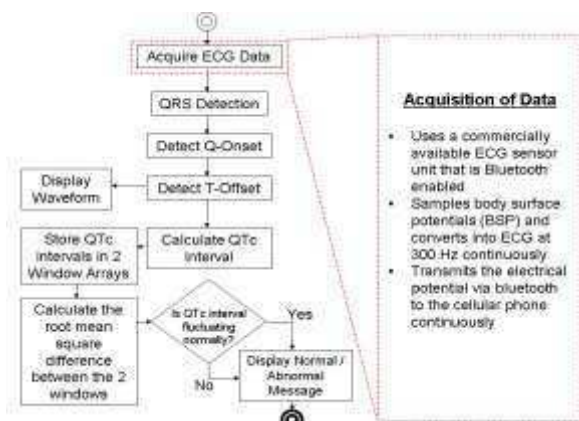 Acquire ECG Data
QRS Detection
Detect Q-Onset
Display
Waveform
Detect T-Offset
Store QTc
Intervals in 2
Window Arrays
Calculate QTc
Interval
Calculate the
root mean
square
difference
between the 2
windows
Is QTc interval
fluctuating
normally?
Yes
No
Display Normal /
Abnormal
Message
Acquisition of Data
• Uses a commercially
available ECG sensor
unit that is Bluetooth
enabled
• Samples body surface
potentials (BSP) and
converts into ECG at
300 Hz continuously
• Transmits the electrical
potential via bluetooth
to the cellular phone
continuously